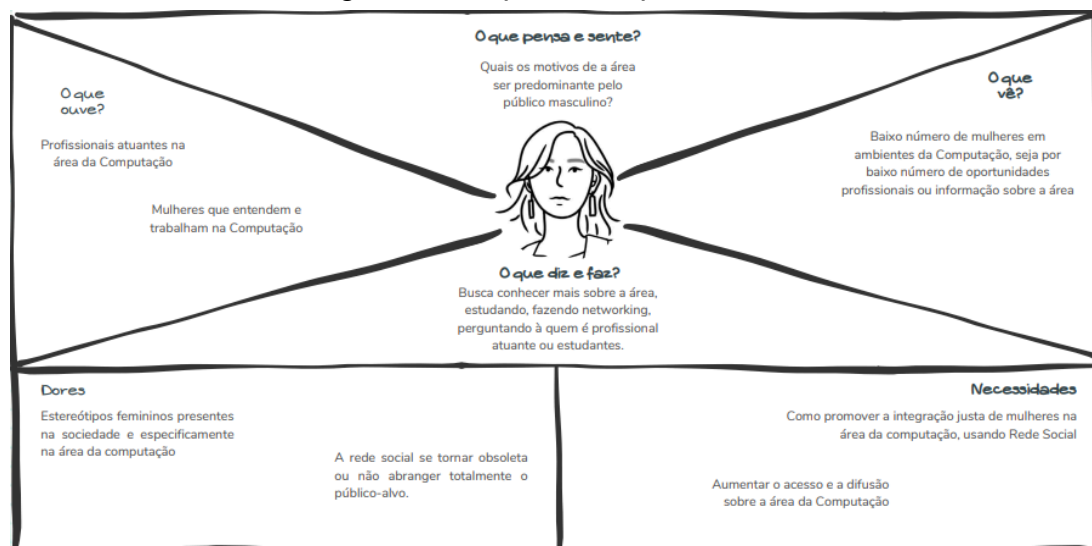 O que pensa e sente?
Quais os motivos de a área
ser predominante pelo
público masculino?
O que
ouve?
Profissionais atuantes na
área da Computação
Mulheres que entendem e
trabalham na Computação
O que
vê?
Baixo número de mulheres em
ambientes da Computação, seja por
baixo número de oportunidades
profissionais ou informação sobre a área
O que diz e faz?
Busca conhecer mais sobre a área,
estudando, fazendo networking,
perguntando à quem é profissional
atuante ou estudantes.
Dores
Estereótipos femininos presentes
na sociedade e especificamente
na área da computação
A rede social se tornar obsoleta
ou não abranger totalmente o
público-alvo.
Necessidades
Como promover a integração justa de mulheres na
área da computação, usando Rede Social
Aumentar o acesso e a difusão
sobre a área da Computação